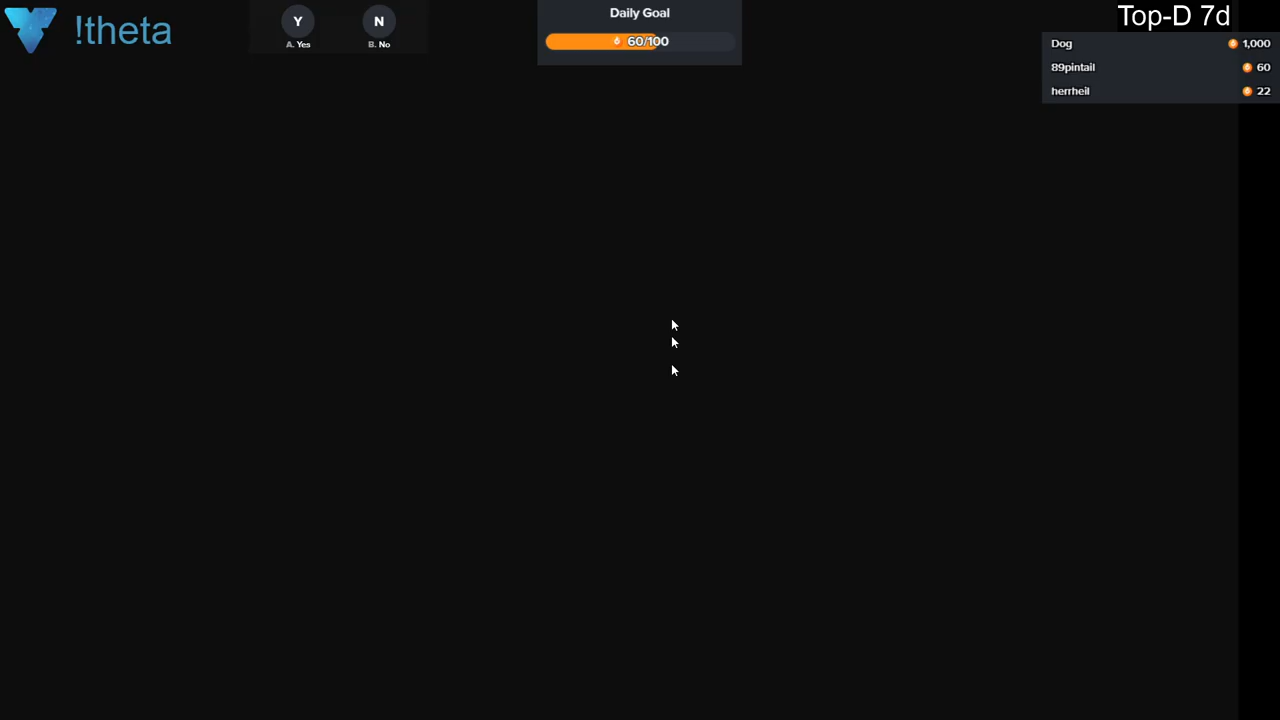 !theta
Y N
A. Yes B. No
Daily Goal
60/100
Top-D 7d
Dog 1,000
89pintail 60
herrheil 22